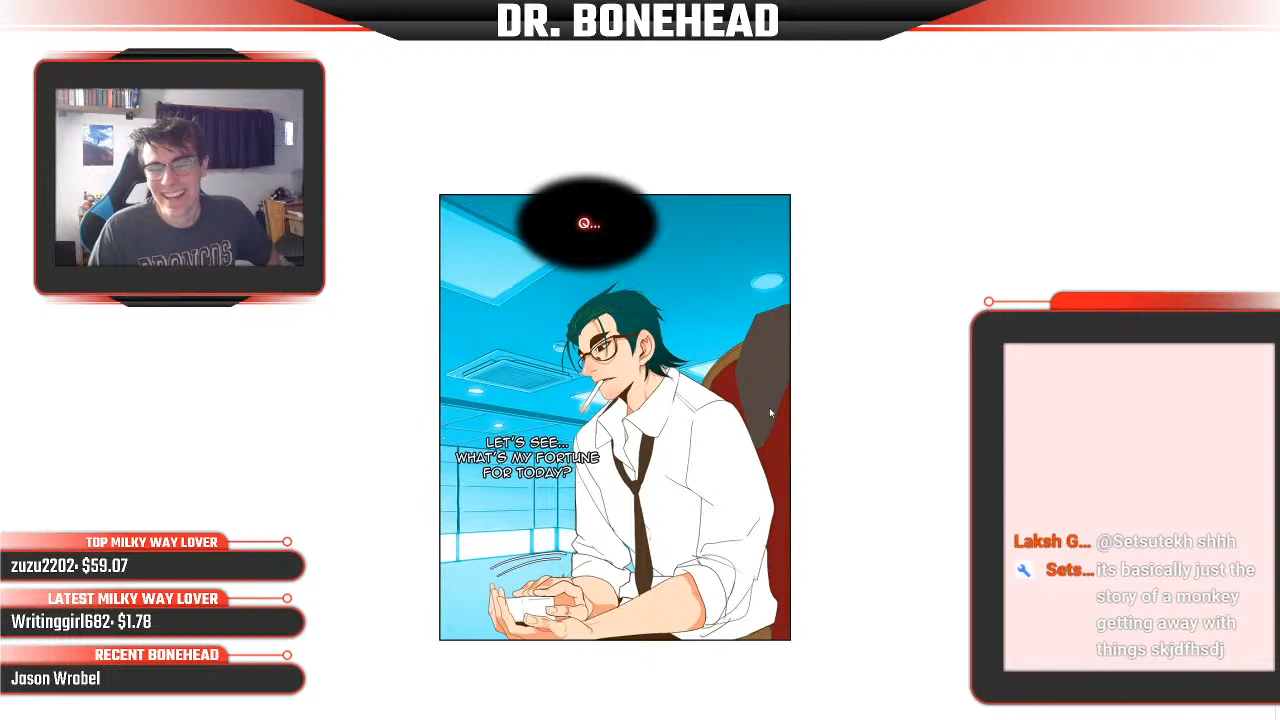 DR. BONEHEAD
BRONCOS
Q...
LET'S SEE...
WHAT'S MY FORTUNE
FOR TODAY?
TOP MILKY WAY LOVER
zuzu2202• $59.07
LATEST MILKY WAY LOVER
Writinggirl682• $1.78
RECENT BONEHEAD
Jason Wrobel
Laksh G... @Setsutekh shhh
Sets... its basically just the
story of a monkey
getting away with
things skjdfhsdj